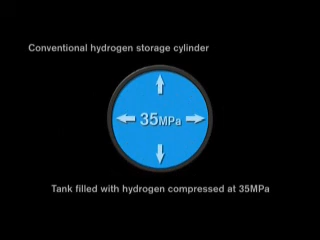 Conventional hydrogen storage cylinder
35MPa
Tank filled with hydrogen compressed at 35MPa